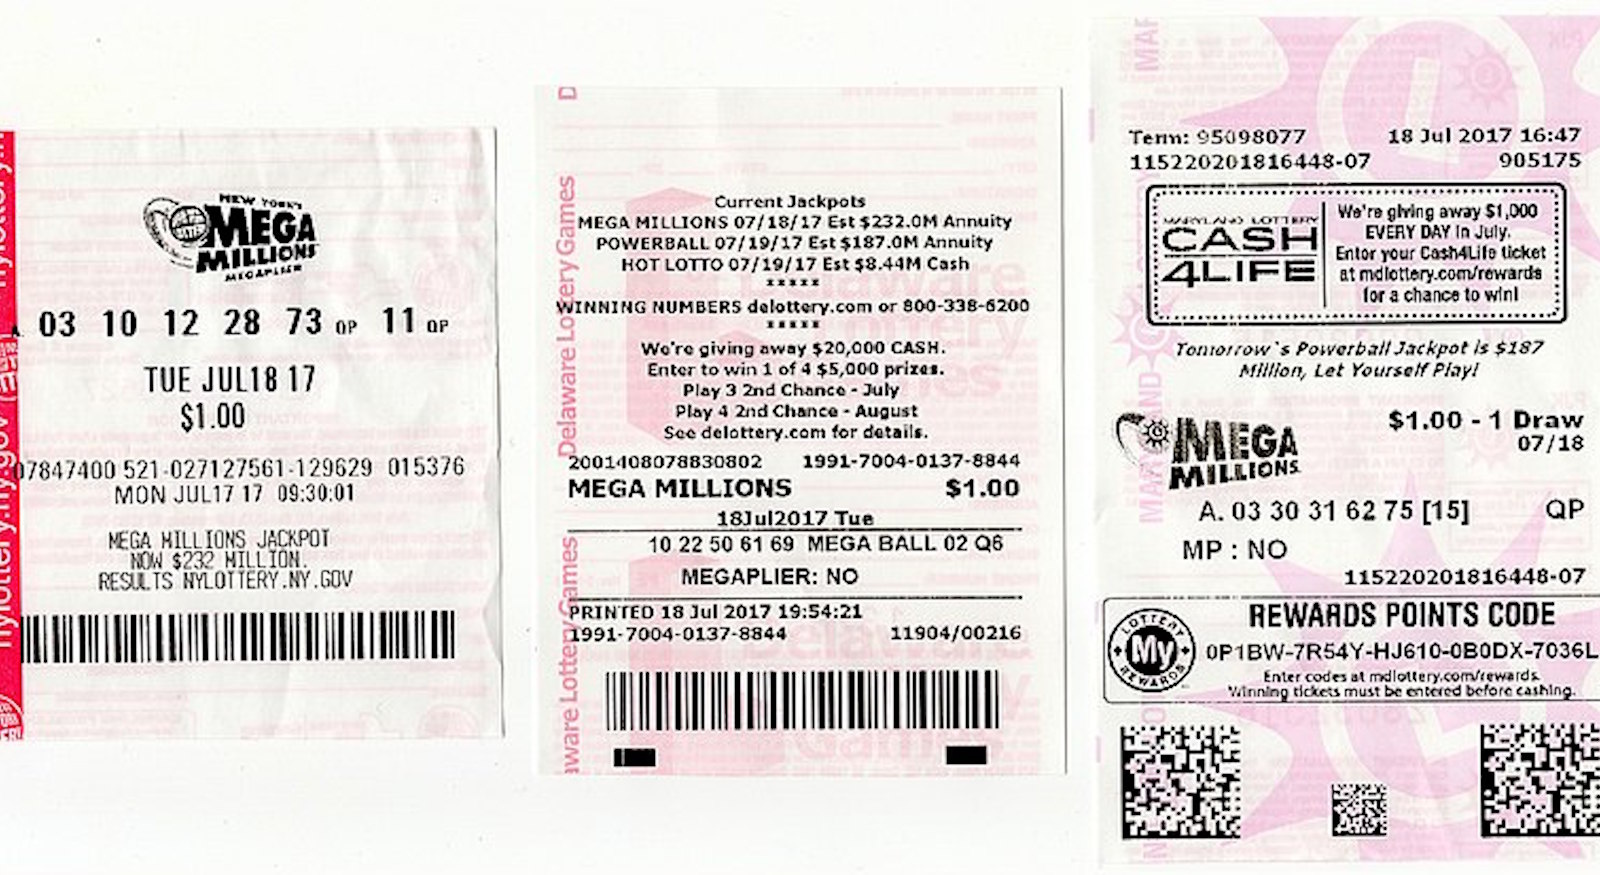 nylottery.ny.gov
NEW YORK'S
MEGA
MILLIONS
MEGAPLIER
03 10 12 28 73 QP 11 QP
TUE JUL18 17
$1.00
07847400 521-027127561-129629 015376
MON JUL17 17 09:30:01
MEGA MILLIONS JACKPOT
NOW $232 MILLION.
RESULTS NYLOTTERY.NY.GOV
Delaware Lottery Games
Current Jackpots
MEGA MILLIONS 07/18/17 Est $232.0M Annuity
POWERBALL 07/19/17 Est $187.0M Annuity
HOT LOTTO 07/19/17 Est $8.44M Cash
*****
WINNING NUMBERS delottery.com or 800-338-6200
*****
We're giving away $20,000 CASH.
Enter to win 1 of 4 $5,000 prizes.
Play 3 2nd Chance - July
Play 4 2nd Chance - August
See delottery.com for details.
2001408078830802 1991-7004-0137-8844
MEGA MILLIONS $1.00
18Jul2017 Tue
10 22 50 61 69 MEGA BALL 02 Q6
MEGAPLIER: NO
PRINTED 18 Jul 2017 19:54:21
1991-7004-0137-8844 11904/00216
Term: 95098077 18 Jul 2017 16:47
115220201816448-07 905175
MARYLAND LOTTERY
CASH
4LIFE
We're giving away $1,000
EVERY DAY in July.
Enter your Cash4Life ticket
at mdlottery.com/rewards
for a chance to win!
Tomorrow`s Powerball Jackpot is $187
Million, Let Yourself Play!
MEGA
MILLIONS
$1.00 - 1 Draw
07/18
A. 03 30 31 62 75 [15] QP
MP : NO
115220201816448-07
LOTTERY
My
REWARDS
REWARDS POINTS CODE
0P1BW-7R54Y-HJ610-0B0DX-7036L
Enter codes at mdlottery.com/rewards.
Winning tickets must be entered before cashing.